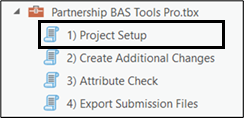 Partnership BAS Tools Pro.tbx
1) Project Setup
2) Create Additional Changes
3) Attribute Check
4) Export Submission Files